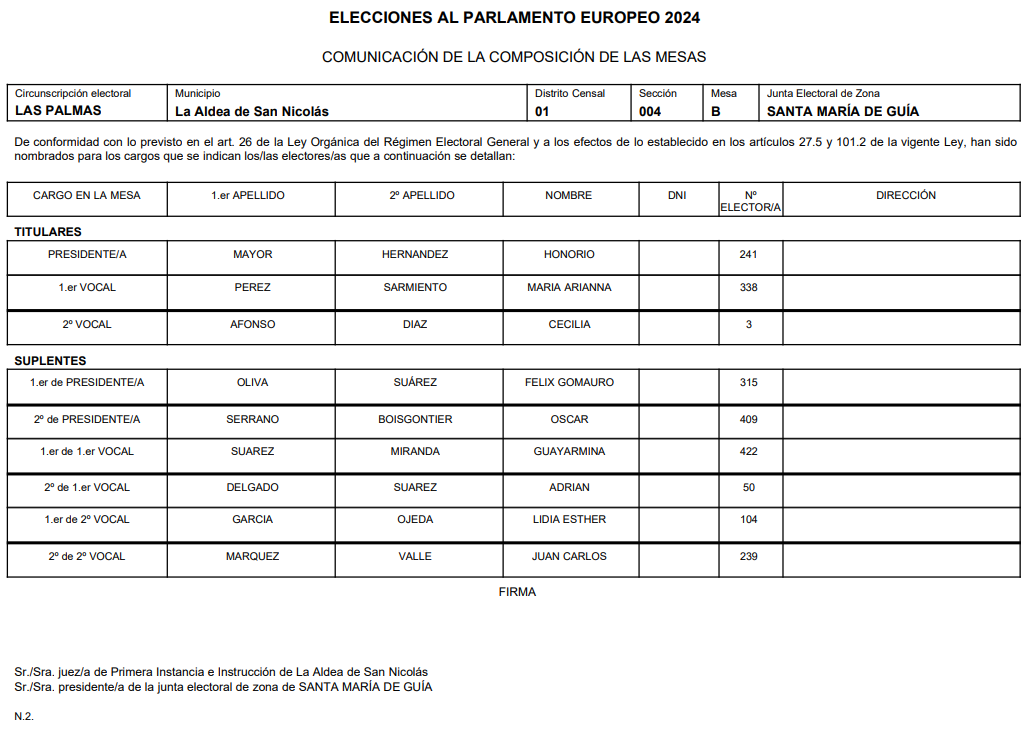 ELECCIONES AL PARLAMENTO EUROPEO 2024
COMUNICACIÓN DE LA COMPOSICIÓN DE LAS MESAS
Circunscripción electoral Municipio Distrito Censal Sección Mesa Junta Electoral de Zona
LAS PALMAS La Aldea de San Nicolás 01 004 B SANTA MARÍA DE GUÍA
De conformidad con lo previsto en el art. 26 de la Ley Orgánica del Régimen Electoral General y a los efectos de lo establecido en los artículos 27.5 y 101.2 de la vigente Ley, han sido
nombrados para los cargos que se indican los/las electores/as que a continuación se detallan:
CARGO EN LA MESA 1.er APELLIDO 2º APELLIDO NOMBRE DNI Nº ELECTOR/A DIRECCIÓN
TITULARES
PRESIDENTE/A MAYOR HERNANDEZ HONORIO 241
1.er VOCAL PEREZ SARMIENTO MARIA ARIANNA 338
2º VOCAL AFONSO DIAZ CECILIA 3
SUPLENTES
1.er de PRESIDENTE/A OLIVA SUÁREZ FELIX GOMAURO 315
2º de PRESIDENTE/A SERRANO BOISGONTIER OSCAR 409
1.er de 1.er VOCAL SUAREZ MIRANDA GUAYARMINA 422
2º de 1.er VOCAL DELGADO SUAREZ ADRIAN 50
1.er de 2º VOCAL GARCIA OJEDA LIDIA ESTHER 104
2º de 2º VOCAL MARQUEZ VALLE JUAN CARLOS 239
FIRMA
Sr./Sra. juez/a de Primera Instancia e Instrucción de La Aldea de San Nicolás
Sr./Sra. presidente/a de la junta electoral de zona de SANTA MARÍA DE GUÍA
N.2.